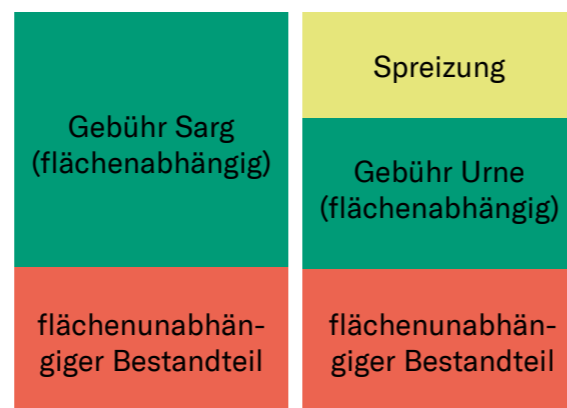 Gebühr Sarg
(flächenabhängig)
flächenunabhän-
giger Bestandteil
Spreizung
Gebühr Urne
(flächenabhängig)
flächenunabhän-
giger Bestandteil